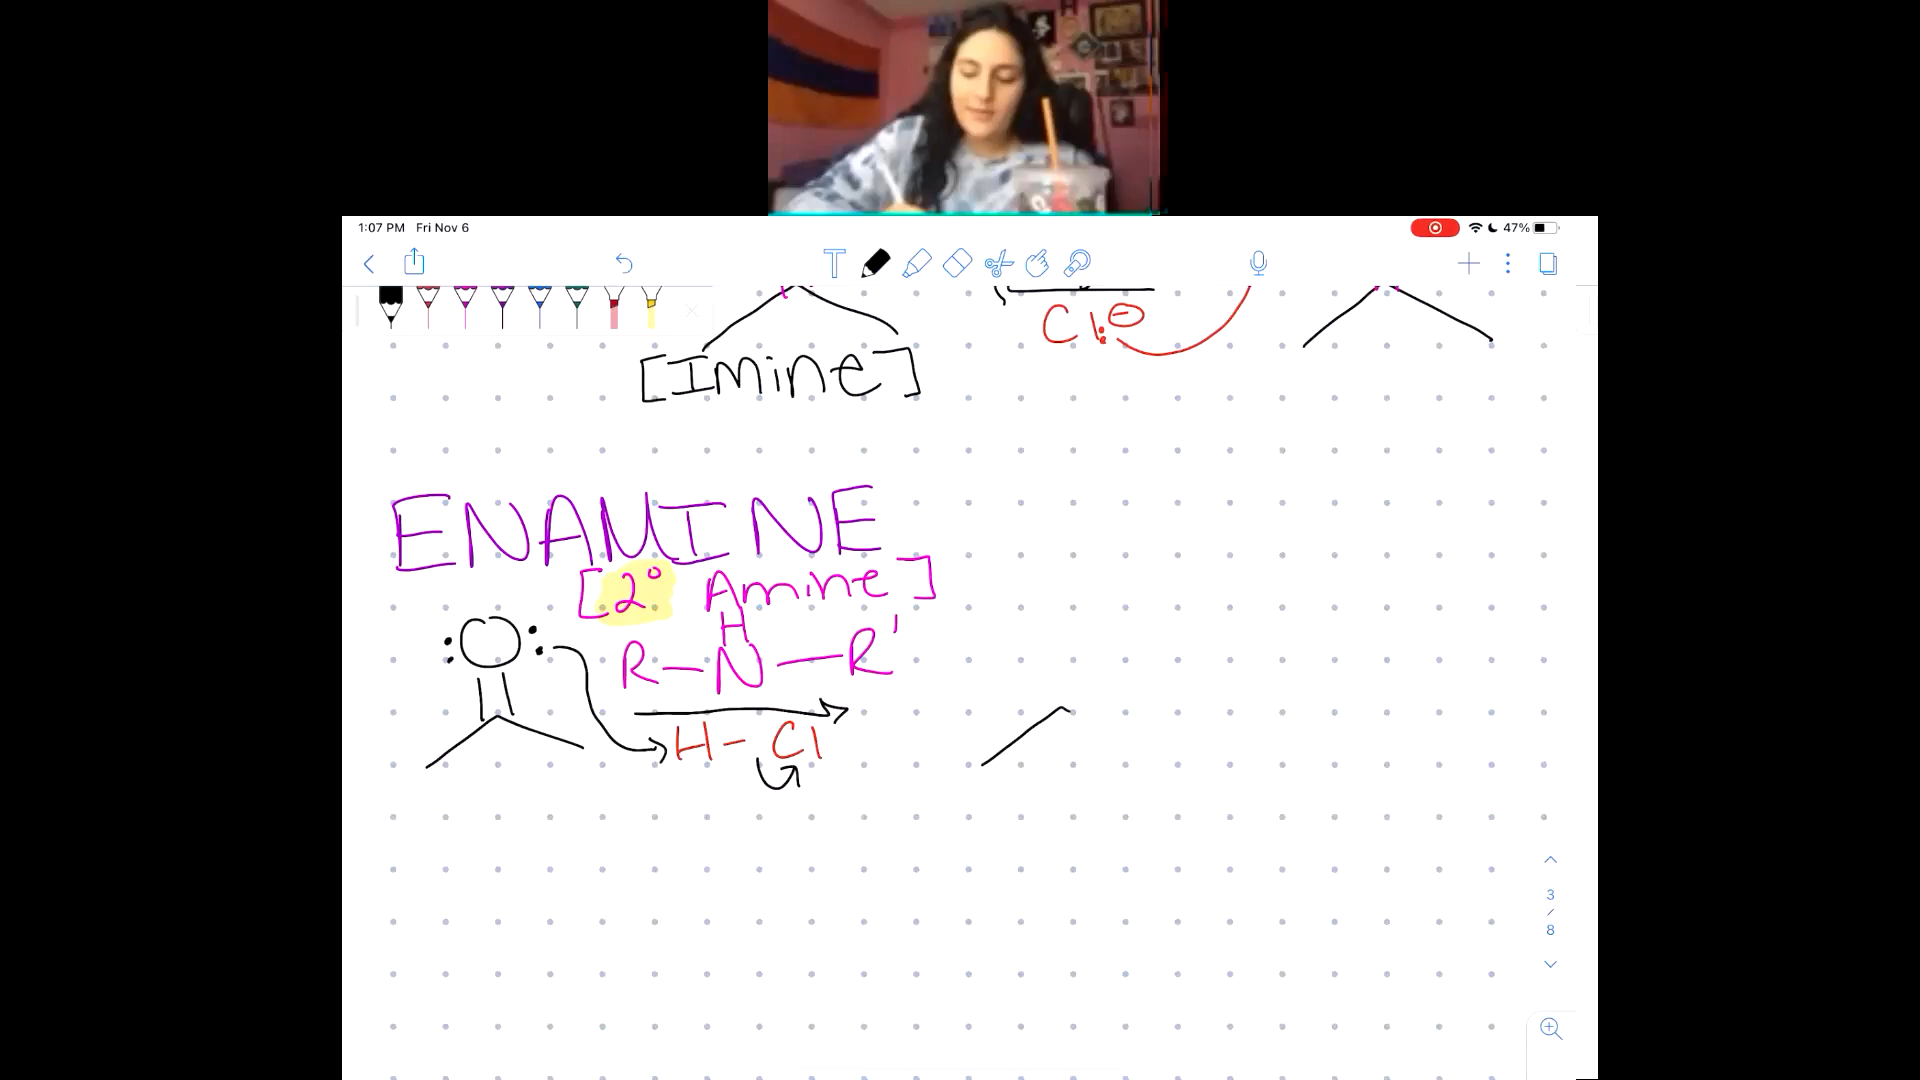 1:07 PM Fri Nov 6
47%
T
Cl:⊖
[Imine]
ENAMINE
[2° Amine]
:O:
H
R—N—R'
H-Cl
3
/
8